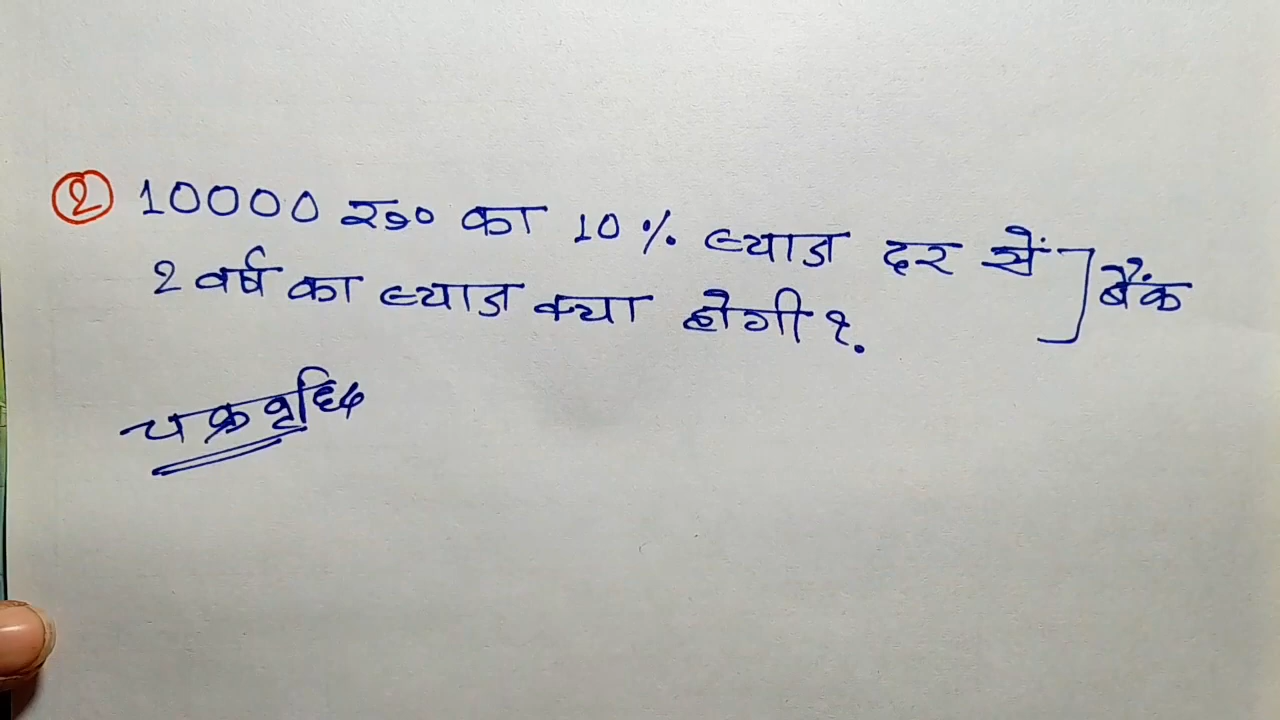 ② 10000 रु० का 10% ब्याज दर सें ] बैंक
2 वर्ष का ब्याज क्या होगी ?
चक्रवृद्धि